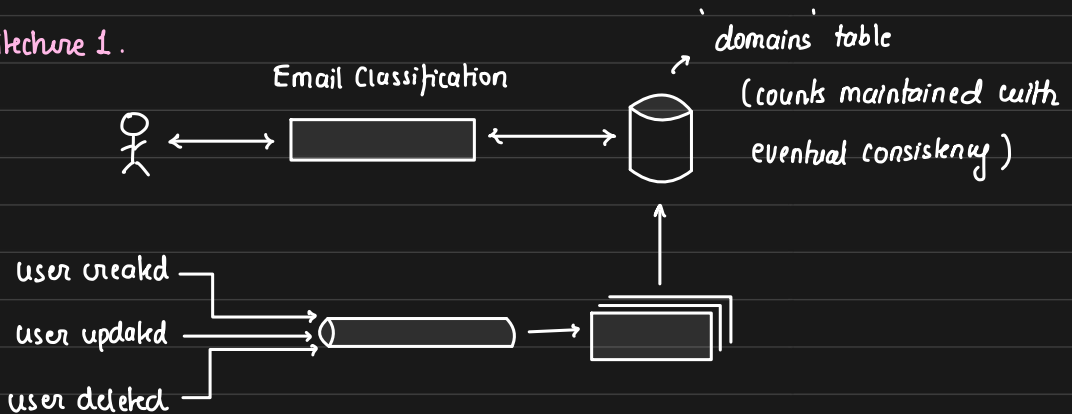 itecture 1.
Email Classification
'domains' table
(counts maintained with
eventual consistency)
user created
user updated
user deleted